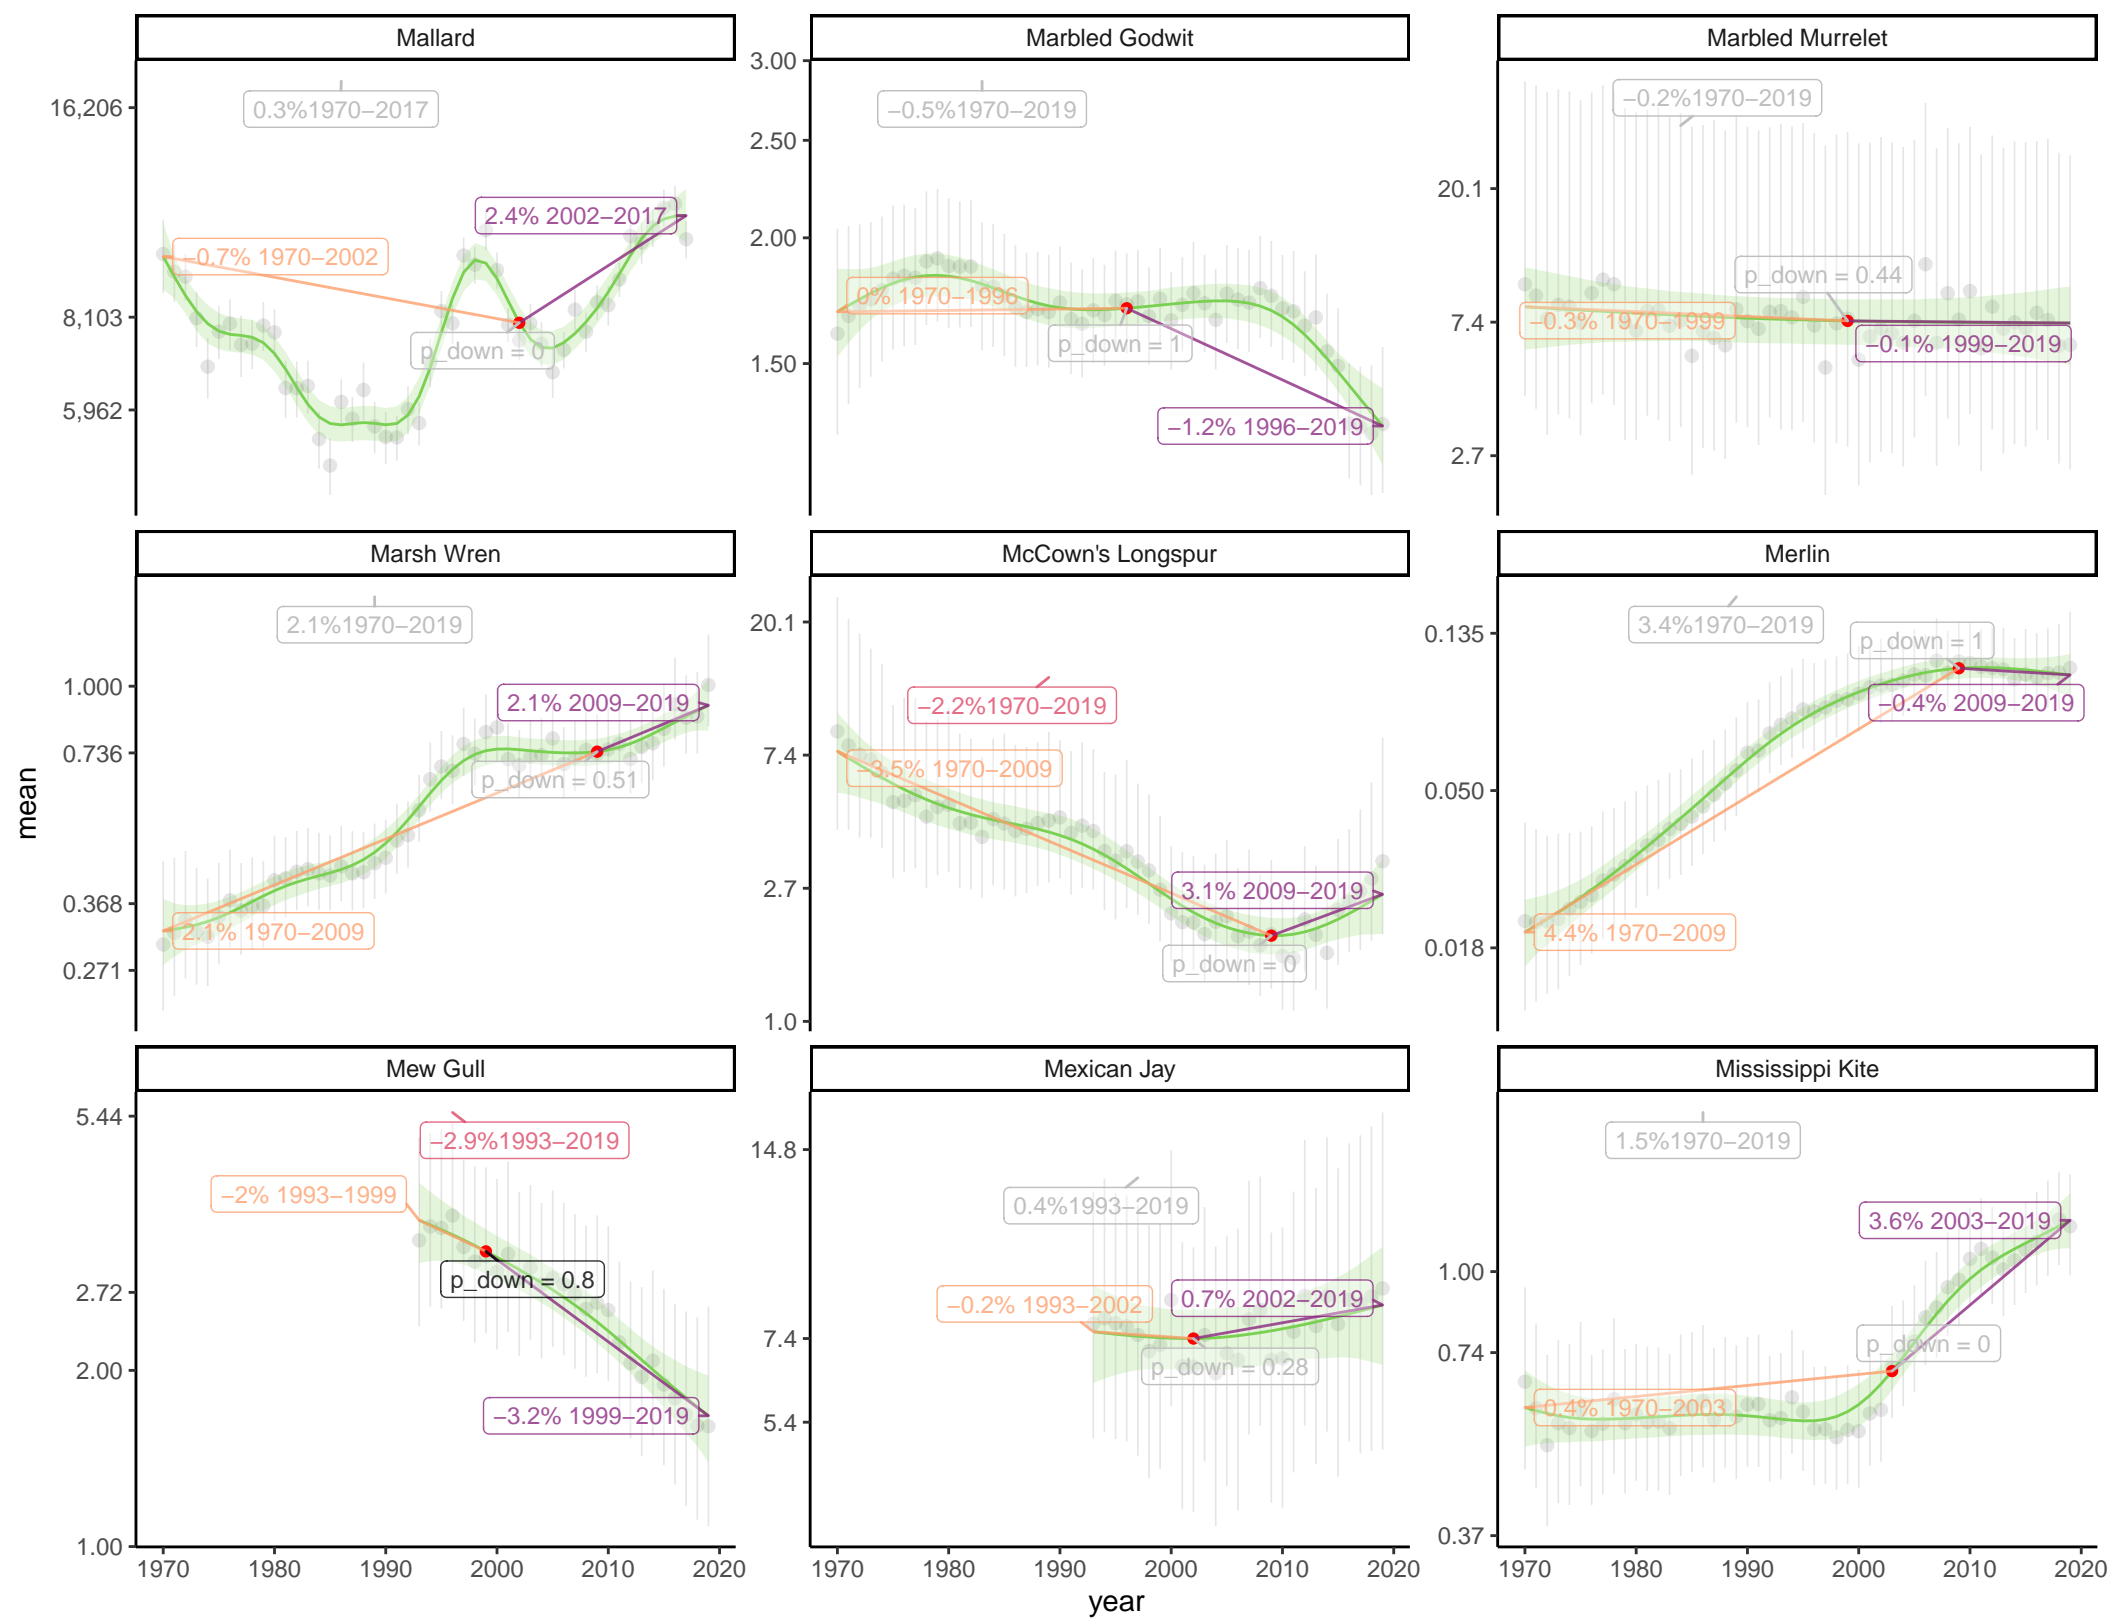 Mallard
16,206
8,103
5,962
0.3%1970−2017
−0.7% 1970−2002
2.4% 2002−2017
p_down = 0
Marbled Godwit
3.00
2.50
2.00
1.50
−0.5%1970−2019
0% 1970−1996
p_down = 1
−1.2% 1996−2019
Marbled Murrelet
20.1
7.4
2.7
−0.2%1970−2019
p_down = 0.44
−0.3% 1970−1999
−0.1% 1999−2019
mean
Marsh Wren
1.000
0.736
0.368
0.271
2.1%1970−2019
2.1% 2009−2019
p_down = 0.51
2.1% 1970−2009
McCown's Longspur
20.1
7.4
2.7
1.0
−2.2%1970−2019
−3.5% 1970−2009
3.1% 2009−2019
p_down = 0
Merlin
0.135
0.050
0.018
3.4%1970−2019
p_down = 1
−0.4% 2009−2019
4.4% 1970−2009
Mew Gull
5.44
2.72
2.00
1.00
−2.9%1993−2019
−2% 1993−1999
p_down = 0.8
−3.2% 1999−2019
1970 1980 1990 2000 2010 2020
Mexican Jay
14.8
7.4
5.4
0.4%1993−2019
−0.2% 1993−2002
0.7% 2002−2019
p_down = 0.28
1970 1980 1990 2000 2010 2020
Mississippi Kite
1.00
0.74
0.37
1.5%1970−2019
3.6% 2003−2019
p_down = 0
0.4% 1970−2003
1970 1980 1990 2000 2010 2020
year